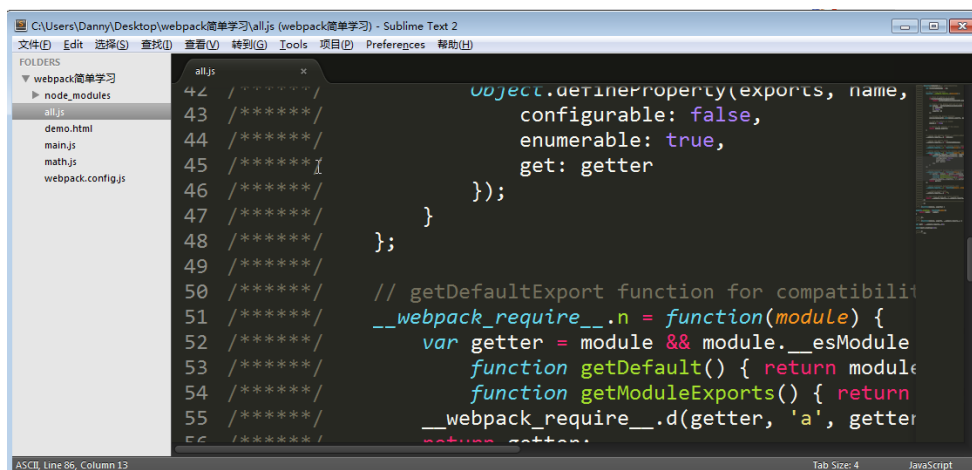 C:\Users\Danny\Desktop\webpack简单学习\all.js (webpack简单学习) - Sublime Text 2
文件(F) Edit 选择(S) 查找(I) 查看(V) 转到(G) Tools 项目(P) Preferences 帮助(H)
FOLDERS
webpack简单学习
node_modules
all.js
demo.html
main.js
math.js
webpack.config.js
all.js ×
42 /******/ Object.defineProperty(exports, name,
43 /******/ configurable: false,
44 /******/ enumerable: true,
45 /******/ get: getter
46 /******/ });
47 /******/ }
48 /******/ };
49 /******/
50 /******/ // getDefaultExport function for compatibilit
51 /******/ __webpack_require__.n = function(module) {
52 /******/ var getter = module && module.__esModule
53 /******/ function getDefault() { return module
54 /******/ function getModuleExports() { return
55 /******/ __webpack_require__.d(getter, 'a', getter
56 /******/ return getter;
ASCII, Line 86, Column 13 Tab Size: 4 JavaScript